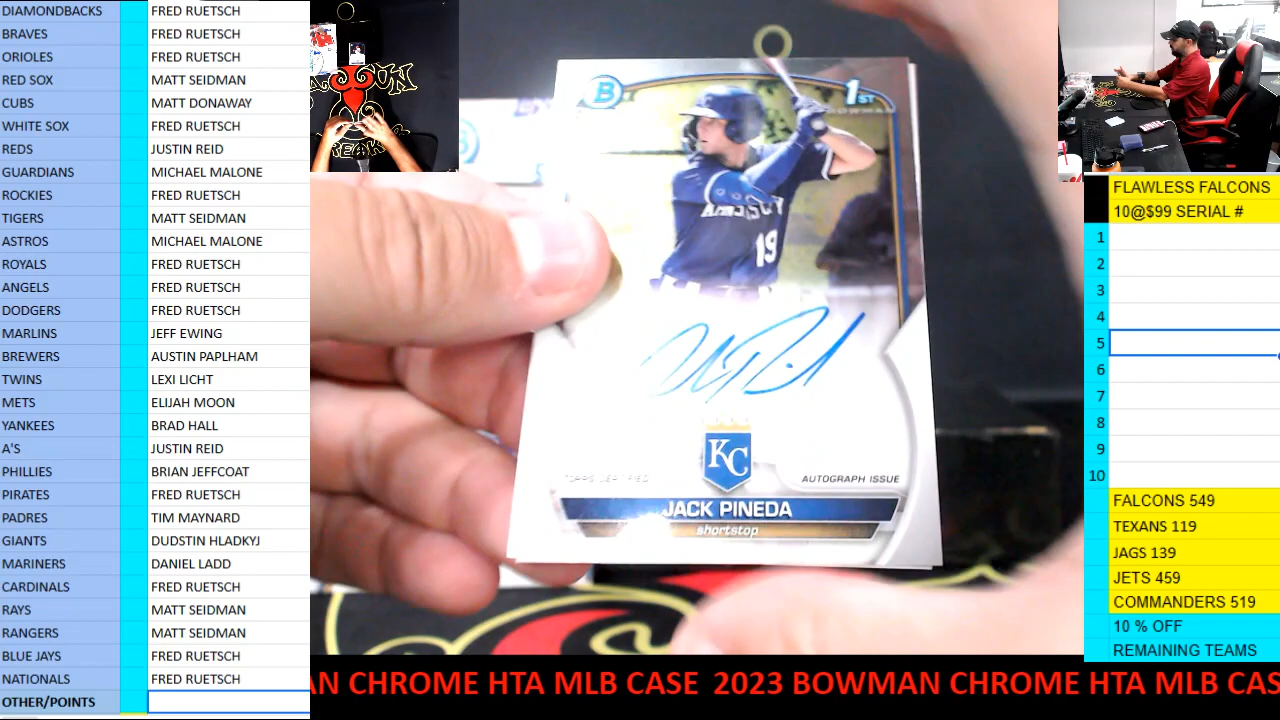 DIAMONDBACKS FRED RUETSCH
BRAVES FRED RUETSCH
ORIOLES FRED RUETSCH
RED SOX MATT SEIDMAN
CUBS MATT DONAWAY
WHITE SOX FRED RUETSCH
REDS JUSTIN REID
GUARDIANS MICHAEL MALONE
ROCKIES FRED RUETSCH
TIGERS MATT SEIDMAN
ASTROS MICHAEL MALONE
ROYALS FRED RUETSCH
ANGELS FRED RUETSCH
DODGERS FRED RUETSCH
MARLINS JEFF EWING
BREWERS AUSTIN PAPLHAM
TWINS LEXI LICHT
METS ELIJAH MOON
YANKEES BRAD HALL
A'S JUSTIN REID
PHILLIES BRIAN JEFFCOAT
PIRATES FRED RUETSCH
PADRES TIM MAYNARD
GIANTS DUDSTIN HLADKYJ
MARINERS DANIEL LADD
CARDINALS FRED RUETSCH
RAYS MATT SEIDMAN
RANGERS MATT SEIDMAN
BLUE JAYS FRED RUETSCH
NATIONALS FRED RUETSCH
OTHER/POINTS
B
1ST
19
KC
AUTOGRAPH ISSUE
JACK PINEDA
shortstop
FLAWLESS FALCONS
10@$99 SERIAL #
1
2
3
4
5
6
7
8
9
10
FALCONS 549
TEXANS 119
JAGS 139
JETS 459
COMMANDERS 519
10 % OFF
REMAINING TEAMS
AN CHROME HTA MLB CASE 2023 BOWMAN CHROME HTA MLB CAS